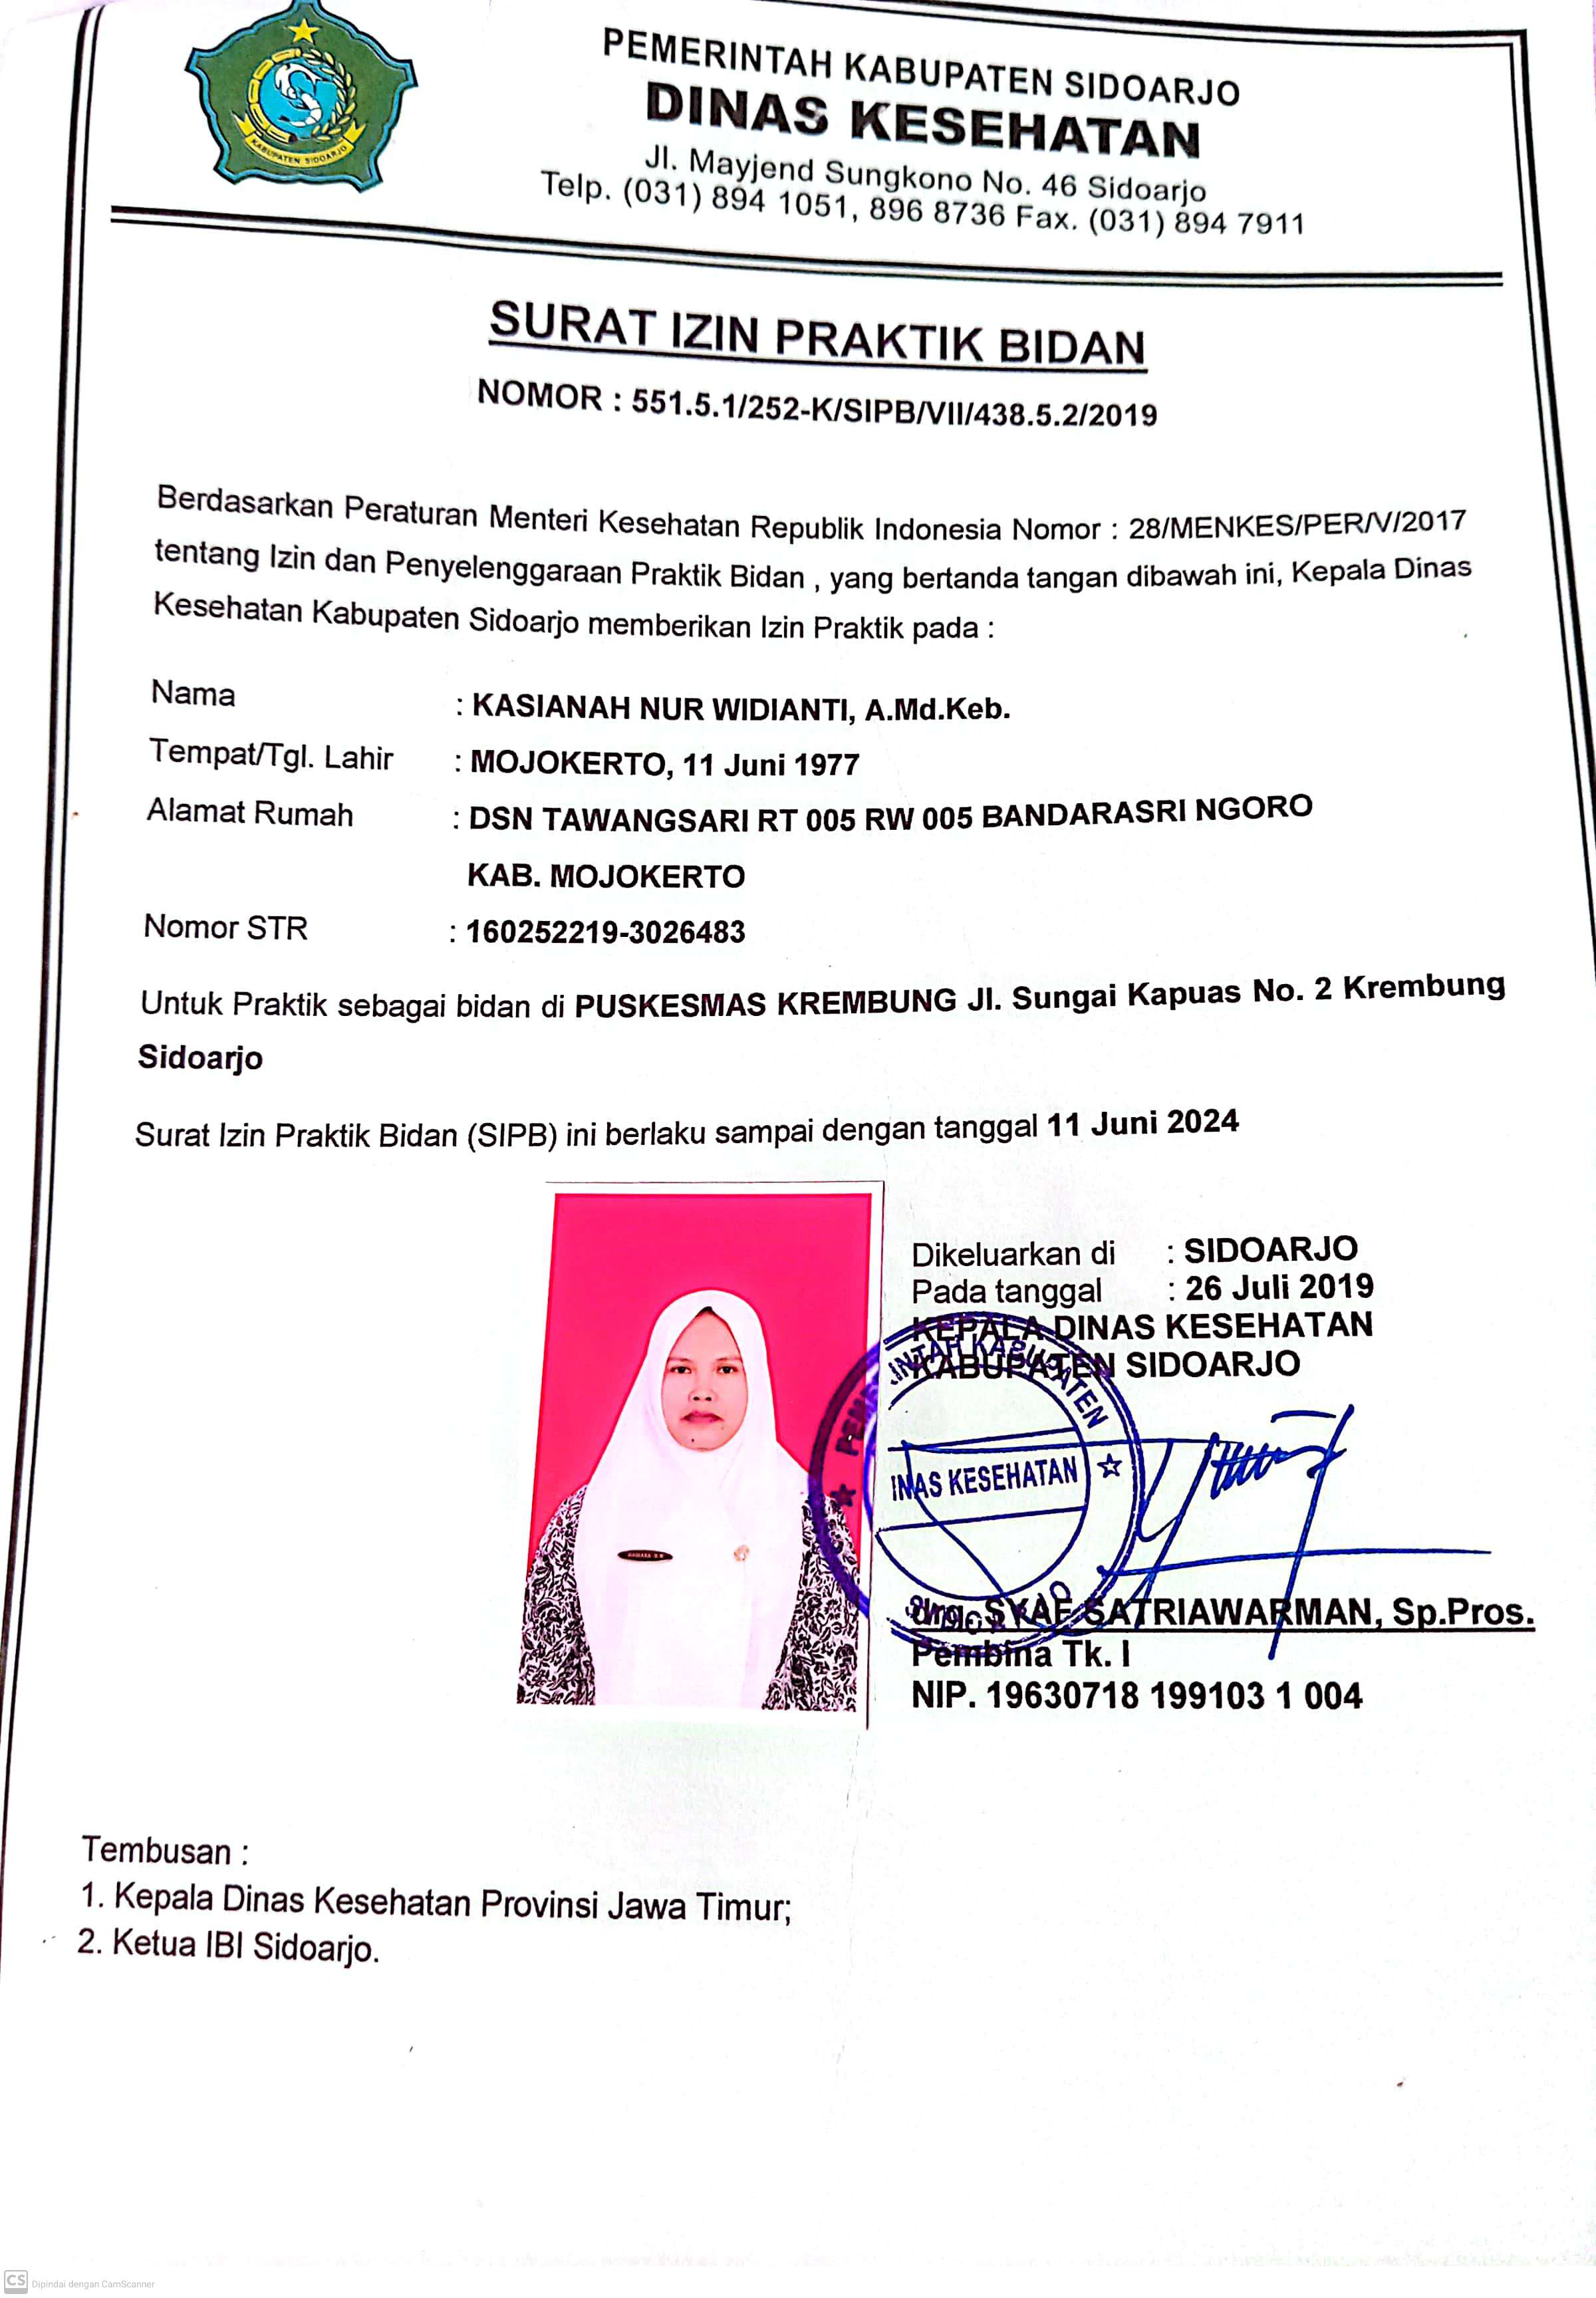 PEMERINTAH KABUPATEN SIDOARJO
DINAS KESEHATAN
Jl. Mayjend Sungkono No. 46 Sidoarjo
Telp. (031) 894 1051, 896 8736 Fax. (031) 894 7911
KABUPATEN SIDOARJO
SURAT IZIN PRAKTIK BIDAN
NOMOR : 551.5.1/252-K/SIPB/VII/438.5.2/2019
Berdasarkan Peraturan Menteri Kesehatan Republik Indonesia Nomor : 28/MENKES/PER/V/2017
tentang Izin dan Penyelenggaraan Praktik Bidan , yang bertanda tangan dibawah ini, Kepala Dinas
Kesehatan Kabupaten Sidoarjo memberikan Izin Praktik pada :
Nama : KASIANAH NUR WIDIANTI, A.Md.Keb.
Tempat/Tgl. Lahir : MOJOKERTO, 11 Juni 1977
Alamat Rumah : DSN TAWANGSARI RT 005 RW 005 BANDARASRI NGORO
KAB. MOJOKERTO
Nomor STR : 160252219-3026483
Untuk Praktik sebagai bidan di PUSKESMAS KREMBUNG Jl. Sungai Kapuas No. 2 Krembung
Sidoarjo
Surat Izin Praktik Bidan (SIPB) ini berlaku sampai dengan tanggal 11 Juni 2024
Dikeluarkan di : SIDOARJO
Pada tanggal : 26 Juli 2019
KEPALA DINAS KESEHATAN
KABUPATEN SIDOARJO
INAS KESEHATAN
drg. SYAF SATRIAWARMAN, Sp.Pros.
Pembina Tk. I
NIP. 19630718 199103 1 004
Tembusan :
1. Kepala Dinas Kesehatan Provinsi Jawa Timur;
2. Ketua IBI Sidoarjo.
CS Dipindai dengan CamScanner